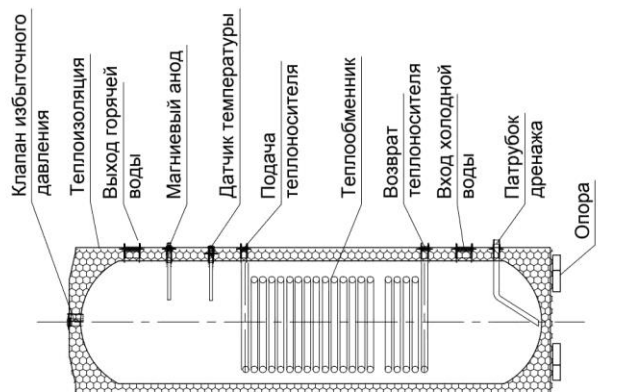 Клапан избыточного
давления
Теплоизоляция
Выход горячей
воды
Магниевый анод
Датчик температуры
Подача
теплоносителя
Теплообменник
Возврат
теплоносителя
Вход холодной
воды
Патрубок
дренажа
Опора